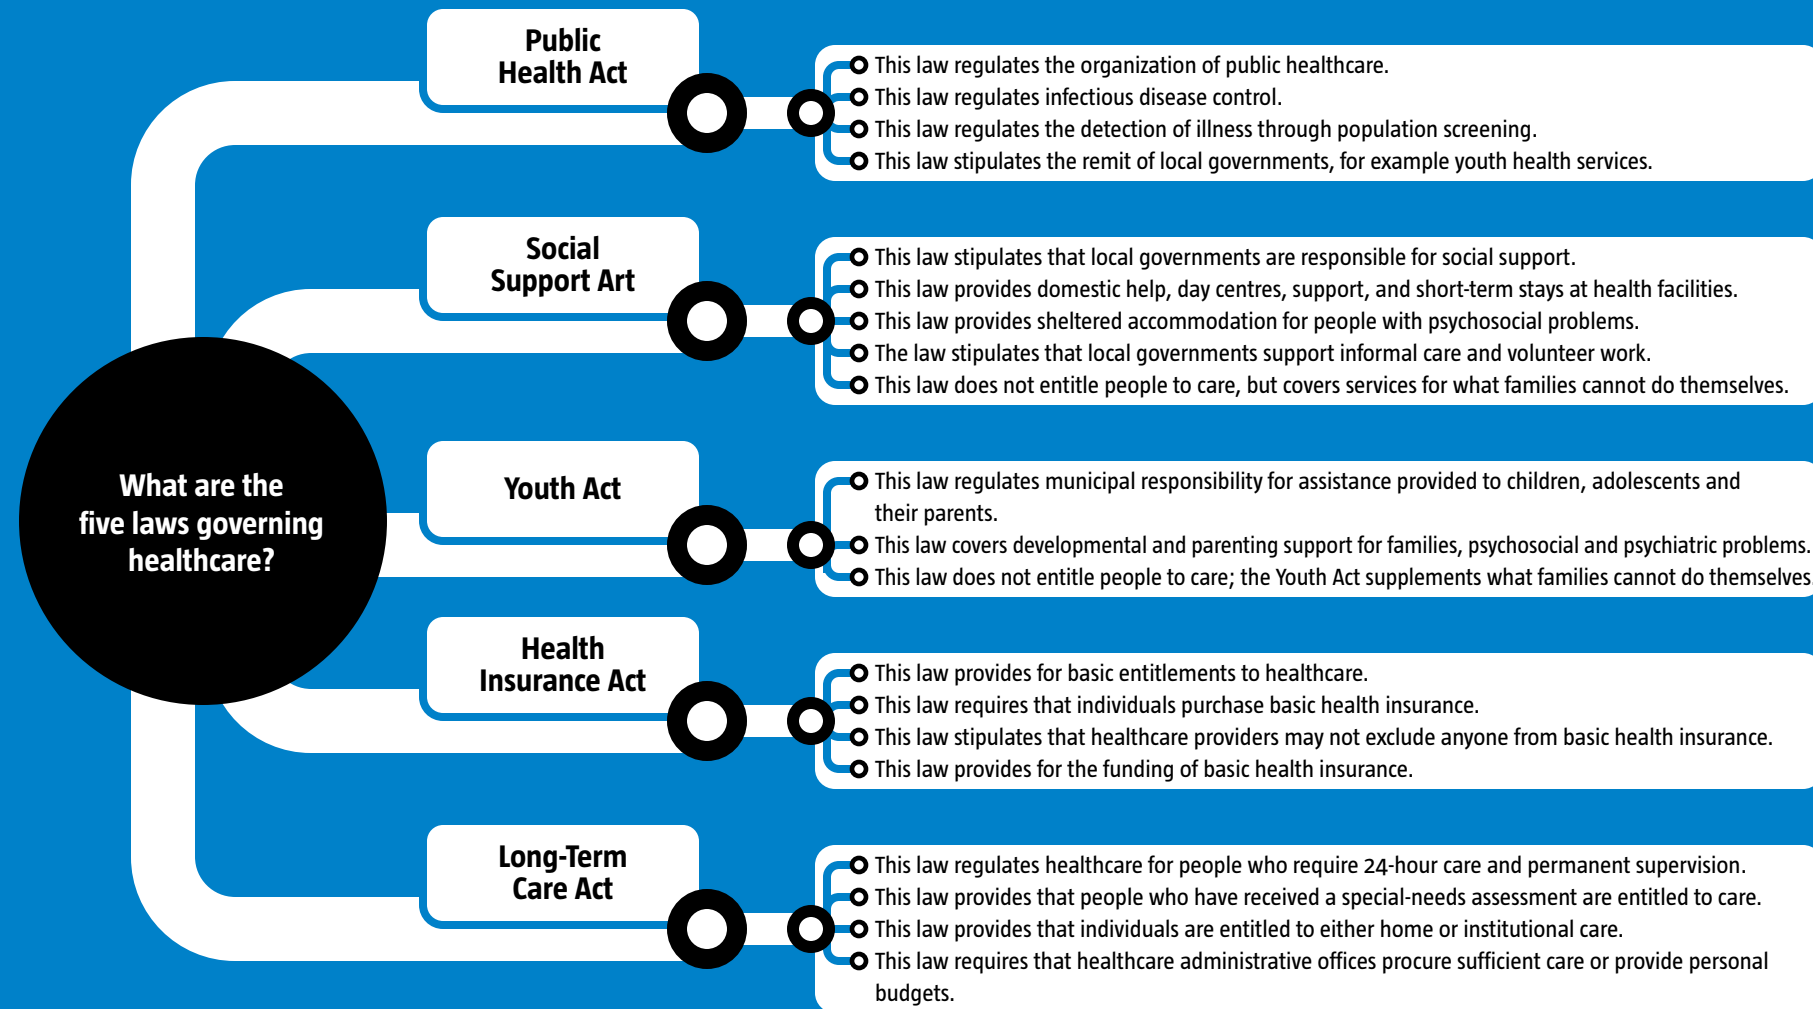 What are the
five laws governing
healthcare?
Public
Health Act
This law regulates the organization of public healthcare.
This law regulates infectious disease control.
This law regulates the detection of illness through population screening.
This law stipulates the remit of local governments, for example youth health services.
Social
Support Art
This law stipulates that local governments are responsible for social support.
This law provides domestic help, day centres, support, and short-term stays at health facilities.
This law provides sheltered accommodation for people with psychosocial problems.
The law stipulates that local governments support informal care and volunteer work.
This law does not entitle people to care, but covers services for what families cannot do themselves.
Youth Act
This law regulates municipal responsibility for assistance provided to children, adolescents and
their parents.
This law covers developmental and parenting support for families, psychosocial and psychiatric problems.
This law does not entitle people to care; the Youth Act supplements what families cannot do themselves.
Health
Insurance Act
This law provides for basic entitlements to healthcare.
This law requires that individuals purchase basic health insurance.
This law stipulates that healthcare providers may not exclude anyone from basic health insurance.
This law provides for the funding of basic health insurance.
Long-Term
Care Act
This law regulates healthcare for people who require 24-hour care and permanent supervision.
This law provides that people who have received a special-needs assessment are entitled to care.
This law provides that individuals are entitled to either home or institutional care.
This law requires that healthcare administrative offices procure sufficient care or provide personal
budgets.